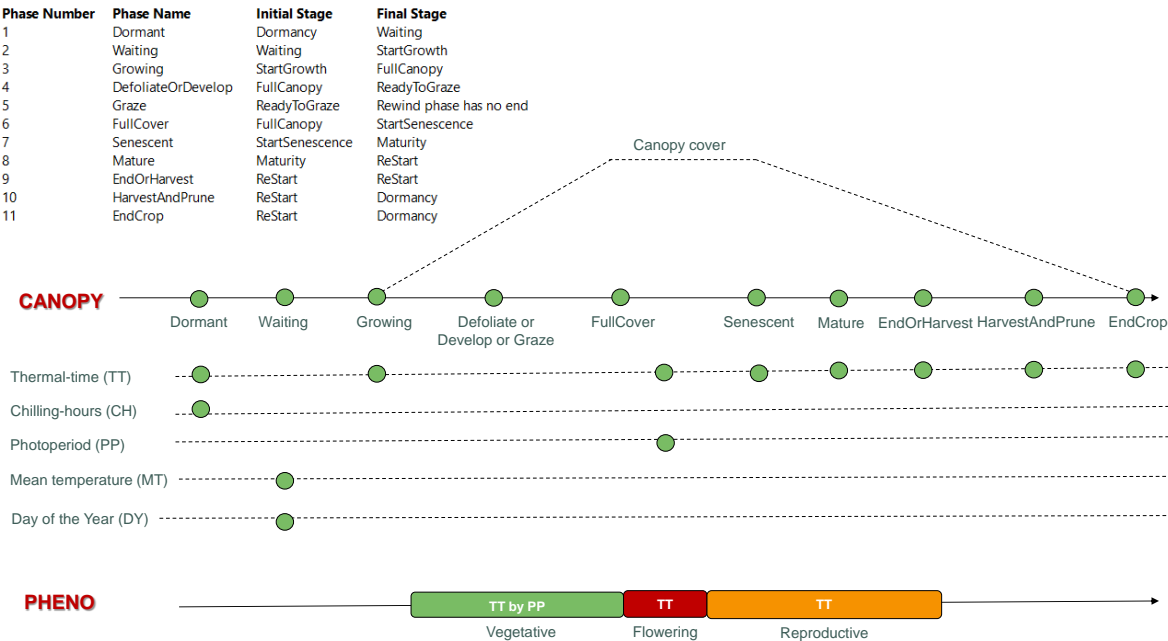 Phase Number Phase Name Initial Stage Final Stage
1 Dormant Dormancy Waiting
2 Waiting Waiting StartGrowth
3 Growing StartGrowth FullCanopy
4 DefoliateOrDevelop FullCanopy ReadyToGraze
5 Graze ReadyToGraze Rewind phase has no end
6 FullCover FullCanopy StartSenescence
7 Senescent StartSenescence Maturity
8 Mature Maturity ReStart
9 EndOrHarvest ReStart ReStart
10 HarvestAndPrune ReStart Dormancy
11 EndCrop ReStart Dormancy
Canopy cover
CANOPY
Dormant Waiting Growing Defoliate or FullCover Senescent Mature EndOrHarvest HarvestAndPrune EndCrop
Develop or Graze
Thermal-time (TT)
Chilling-hours (CH)
Photoperiod (PP)
Mean temperature (MT)
Day of the Year (DY)
PHENO TT by PP TT TT
Vegetative Flowering Reproductive